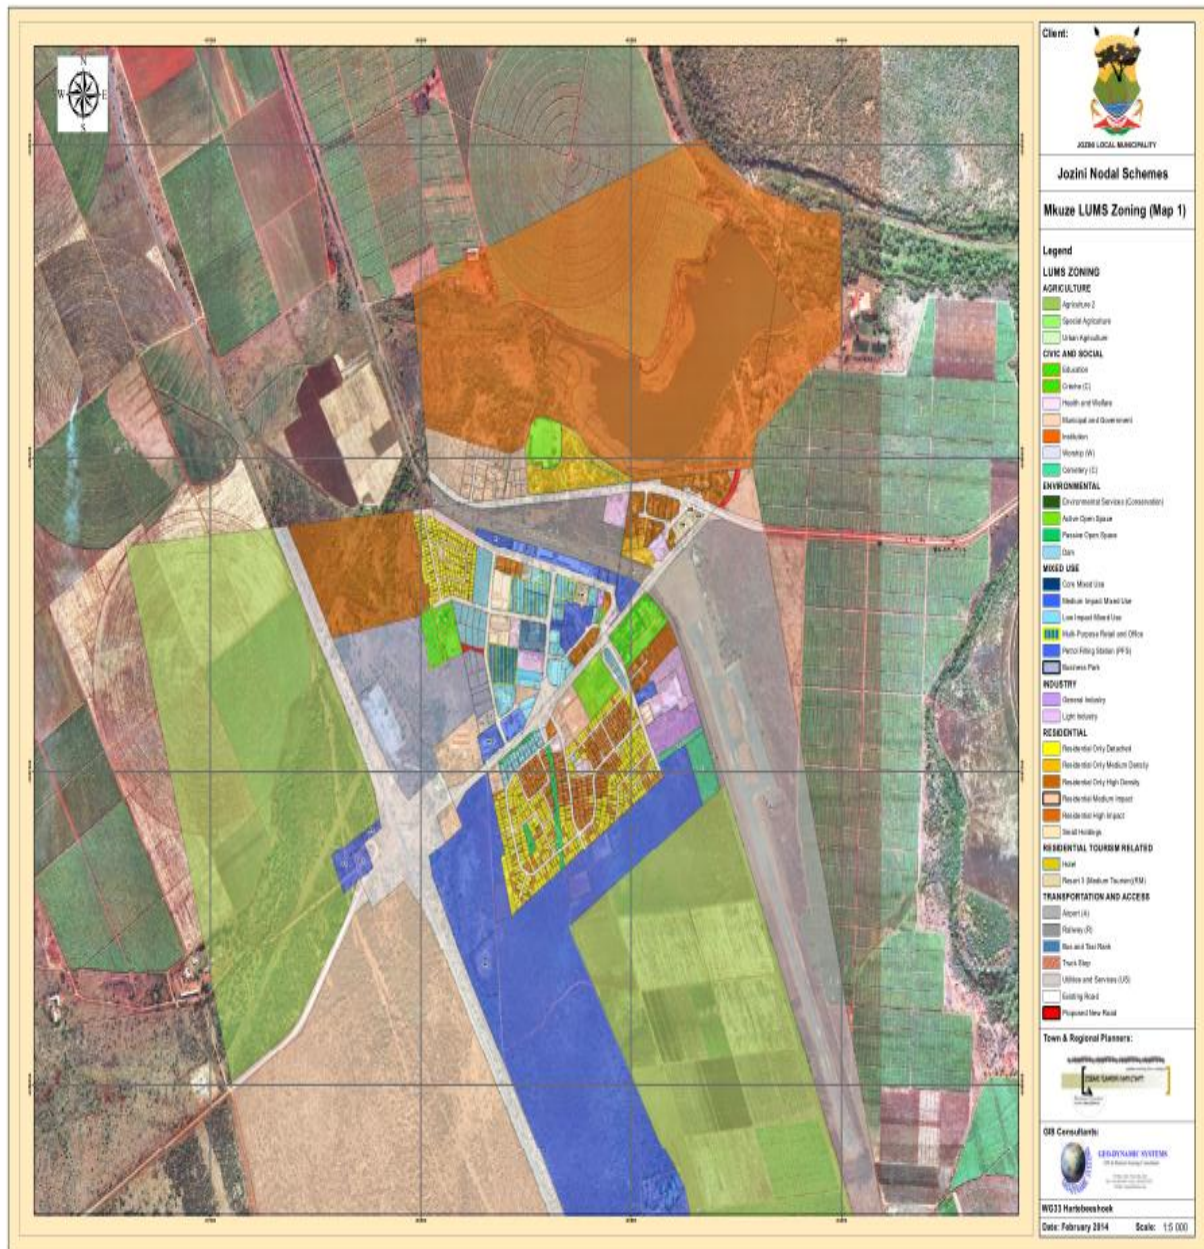 N
W
E
S
Client:
JOZINI LOCAL MUNICIPALITY
Jozini Nodal Schemes
Mkuze LUMS Zoning (Map 1)
Legend
LUMS ZONING
AGRICULTURE
Agriculture 2
Special Agriculture
Urban Agriculture
CIVIC AND SOCIAL
Education
Creche (C)
Health and Welfare
Municipal and Government
Institution
Worship (W)
Cemetery (C)
ENVIRONMENTAL
Environmental Services (Conservation)
Active Open Space
Passive Open Space
Dam
MIXED USE
Core Mixed Use
Medium Impact Mixed Use
Low Impact Mixed Use
Multi-Purpose Retail and Office
Petrol Filling Station (PFS)
Business Park
INDUSTRY
General Industry
Light Industry
RESIDENTIAL
Residential Only Detached
Residential Only Medium Density
Residential Only High Density
Residential Medium Impact
Residential High Impact
Small Holdings
RESIDENTIAL TOURISM RELATED
Hotel
Resort 3 (Medium Tourism)(RM)
TRANSPORTATION AND ACCESS
Airport (A)
Railway (R)
Bus and Taxi Rank
Truck Stop
Utilities and Services (US)
Existing Road
Proposed New Road
Town & Regional Planners:
GIS Consultants:
GEO-DYNAMIC SYSTEMS
WG33 Hartebeeshoek
Date: February 2014 Scale: 1:5 000